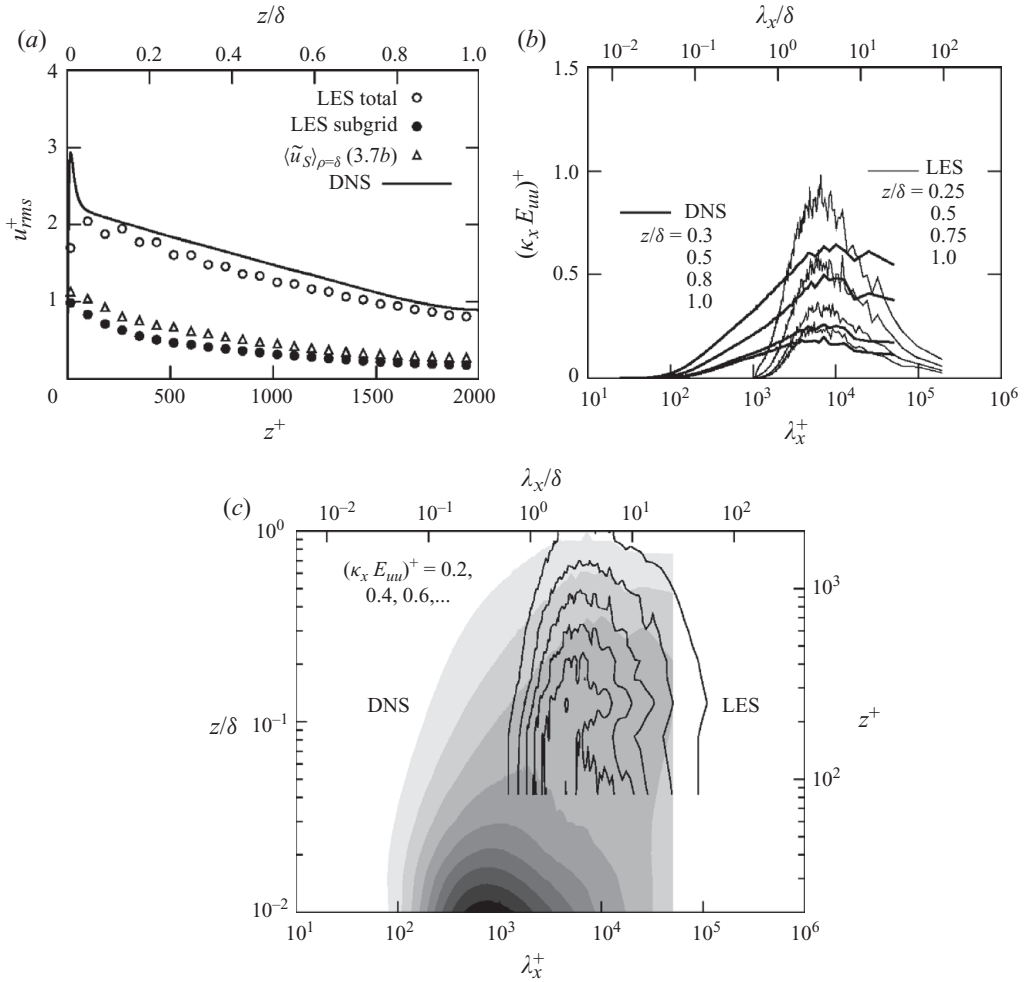 (a)
z/δ
0 0.2 0.4 0.6 0.8 1.0
4
3
2
1
u⁺rms
LES total
LES subgrid
⟨ũ_S⟩ρ=δ (3.7b)
DNS
0 500 1000 1500 2000
z⁺
(b)
λx/δ
10⁻² 10⁻¹ 10⁰ 10¹ 10²
1.5
1.0
0.5
0
(κx Euu)⁺
DNS
z/δ = 0.3
0.5
0.8
1.0
LES
z/δ = 0.25
0.5
0.75
1.0
10¹ 10² 10³ 10⁴ 10⁵ 10⁶
λx⁺
(c)
λx/δ
10⁻² 10⁻¹ 10⁰ 10¹ 10²
10⁰
10⁻¹
10⁻²
z/δ
(κx Euu)⁺ = 0.2,
0.4, 0.6,...
DNS
LES
10³
10²
z⁺
10¹ 10² 10³ 10⁴ 10⁵ 10⁶
λx⁺